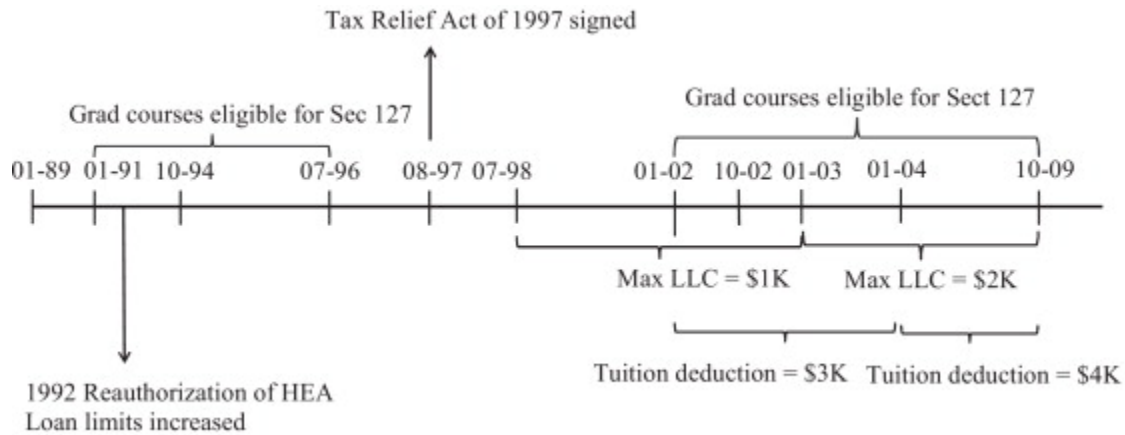 Tax Relief Act of 1997 signed
Grad courses eligible for Sec 127
Grad courses eligible for Sect 127
01-89 01-91 10-94 07-96 08-97 07-98 01-02 10-02 01-03 01-04 10-09
Max LLC = $1K Max LLC = $2K
Tuition deduction = $3K Tuition deduction = $4K
1992 Reauthorization of HEA
Loan limits increased